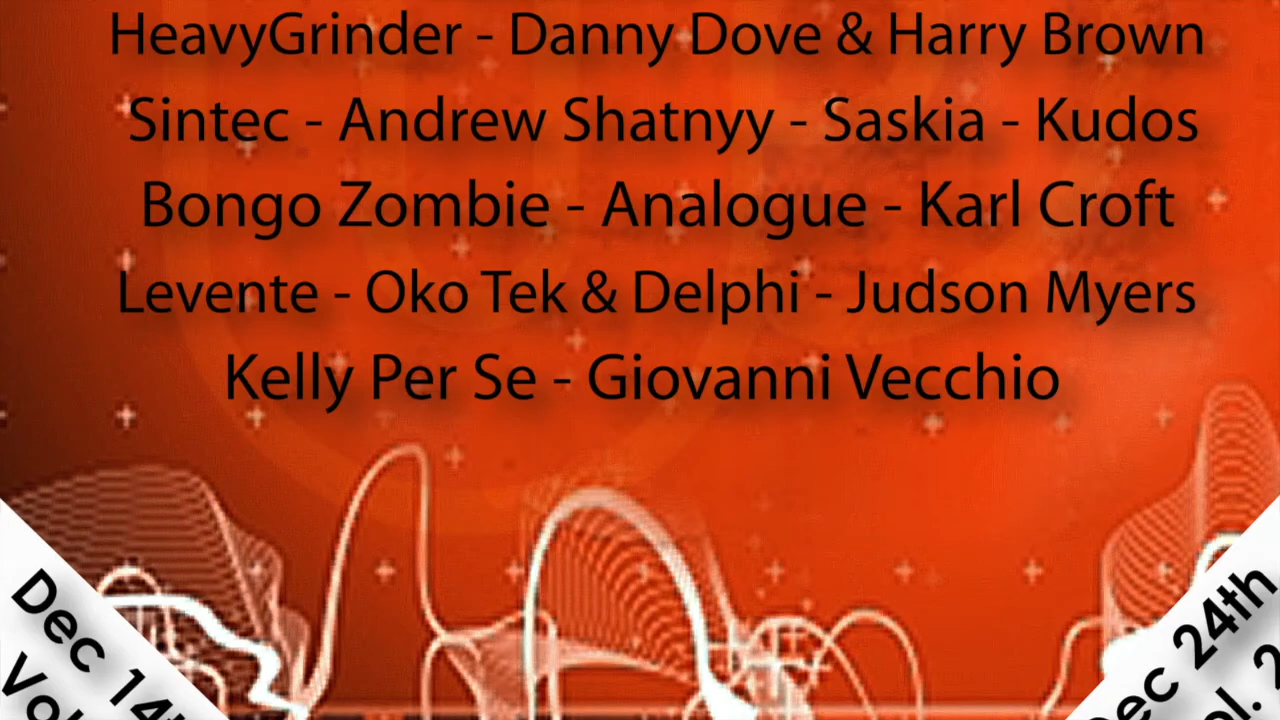 HeavyGrinder - Danny Dove & Harry Brown
Sintec - Andrew Shatnyy - Saskia - Kudos
Bongo Zombie - Analogue - Karl Croft
Levente - Oko Tek & Delphi - Judson Myers
Kelly Per Se - Giovanni Vecchio
Dec
24th